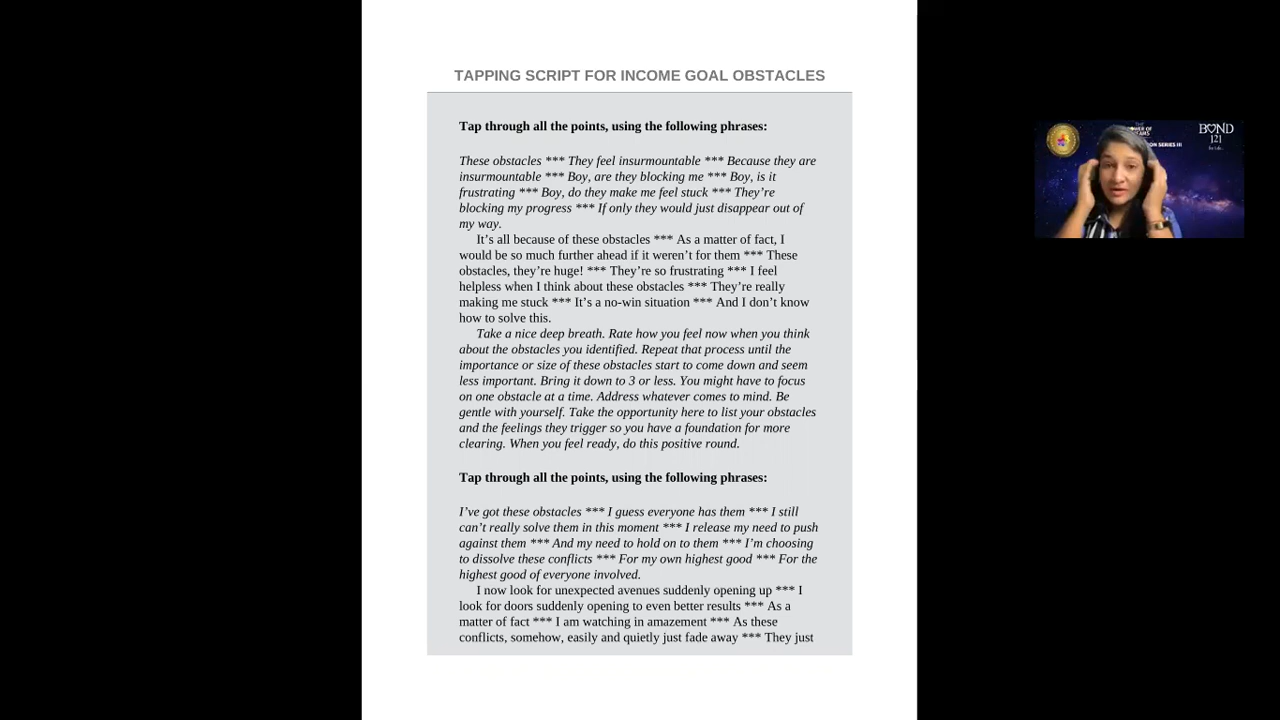 TAPPING SCRIPT FOR INCOME GOAL OBSTACLES
Tap through all the points, using the following phrases:
These obstacles *** They feel insurmountable *** Because they are
insurmountable *** Boy, are they blocking me *** Boy, is it
frustrating *** Boy, do they make me feel stuck *** They’re
blocking my progress *** If only they would just disappear out of
my way.
It’s all because of these obstacles *** As a matter of fact, I
would be so much further ahead if it weren’t for them *** These
obstacles, they’re huge! *** They’re so frustrating *** I feel
helpless when I think about these obstacles *** They’re really
making me stuck *** It’s a no-win situation *** And I don’t know
how to solve this.
Take a nice deep breath. Rate how you feel now when you think
about the obstacles you identified. Repeat that process until the
importance or size of these obstacles start to come down and seem
less important. Bring it down to 3 or less. You might have to focus
on one obstacle at a time. Address whatever comes to mind. Be
gentle with yourself. Take the opportunity here to list your obstacles
and the feelings they trigger so you have a foundation for more
clearing. When you feel ready, do this positive round.
Tap through all the points, using the following phrases:
I’ve got these obstacles *** I guess everyone has them *** I still
can’t really solve them in this moment *** I release my need to push
against them *** And my need to hold on to them *** I’m choosing
to dissolve these conflicts *** For my own highest good *** For the
highest good of everyone involved.
I now look for unexpected avenues suddenly opening up *** I
look for doors suddenly opening to even better results *** As a
matter of fact *** I am watching in amazement *** As these
conflicts, somehow, easily and quietly just fade away *** They just
THE
OF
ON SERIES III
BOND
121